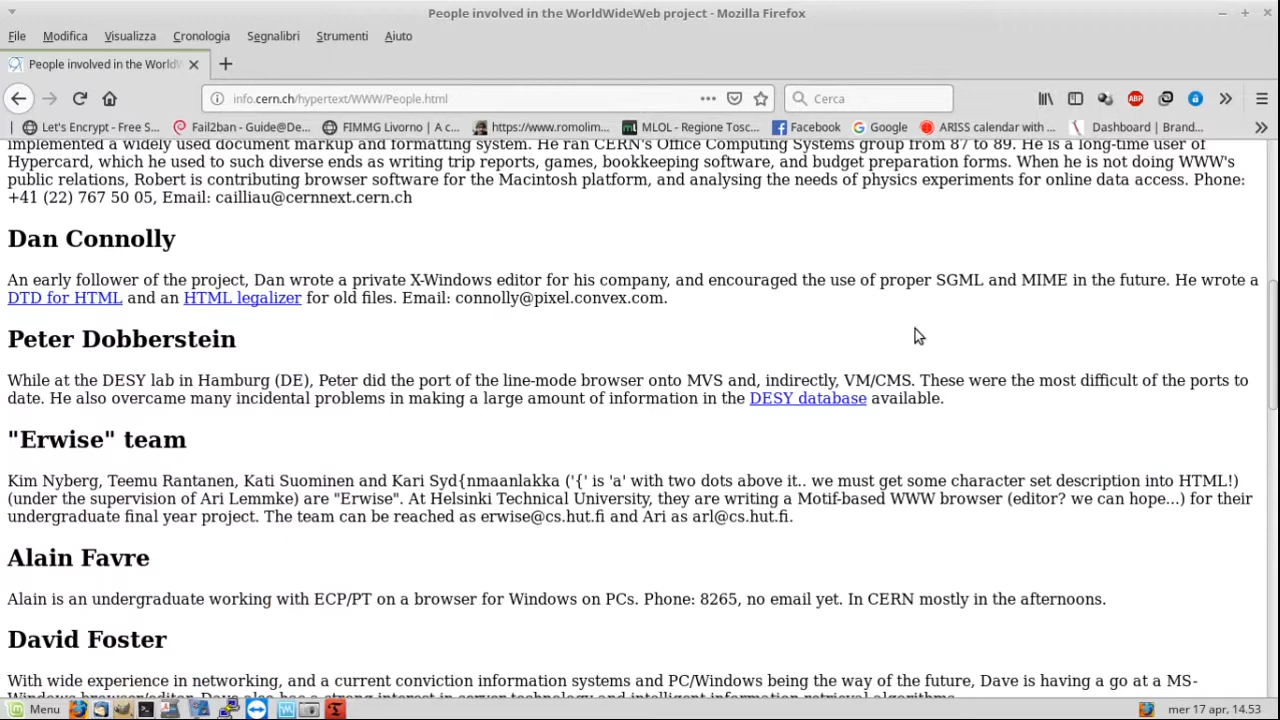 People involved in the WorldWideWeb project - Mozilla Firefox
File Modifica Visualizza Cronologia Segnalibri Strumenti Aiuto
People involved in the WorldW
info.cern.ch/hypertext/WWW/People.html Cerca
Let's Encrypt - Free S... Fail2ban - Guide@De... FIMMG Livorno | A c... https://www.romolim... MLOL - Regione Tosc... Facebook Google ABP ARISS calendar with ... Dashboard | Brand...
implemented a widely used document markup and formatting system. He ran CERN's Office Computing Systems group from 87 to 89. He is a long-time user of
Hypercard, which he used to such diverse ends as writing trip reports, games, bookkeeping software, and budget preparation forms. When he is not doing WWW's
public relations, Robert is contributing browser software for the Macintosh platform, and analysing the needs of physics experiments for online data access. Phone:
+41 (22) 767 50 05, Email: cailliau@cernnext.cern.ch
Dan Connolly
An early follower of the project, Dan wrote a private X-Windows editor for his company, and encouraged the use of proper SGML and MIME in the future. He wrote a
DTD for HTML and an HTML legalizer for old files. Email: connolly@pixel.convex.com.
Peter Dobberstein
While at the DESY lab in Hamburg (DE), Peter did the port of the line-mode browser onto MVS and, indirectly, VM/CMS. These were the most difficult of the ports to
date. He also overcame many incidental problems in making a large amount of information in the DESY database available.
"Erwise" team
Kim Nyberg, Teemu Rantanen, Kati Suominen and Kari Syd{nmaanlakka ('{' is 'a' with two dots above it.. we must get some character set description into HTML!)
(under the supervision of Ari Lemmke) are "Erwise". At Helsinki Technical University, they are writing a Motif-based WWW browser (editor? we can hope...) for their
undergraduate final year project. The team can be reached as erwise@cs.hut.fi and Ari as arl@cs.hut.fi.
Alain Favre
Alain is an undergraduate working with ECP/PT on a browser for Windows on PCs. Phone: 8265, no email yet. In CERN mostly in the afternoons.
David Foster
With wide experience in networking, and a current conviction information systems and PC/Windows being the way of the future, Dave is having a go at a MS-
Windows browser/editor. Dave also has a strong interest in server technology and intelligent information retrieval algorithms.
Menu mer 17 apr, 14.53